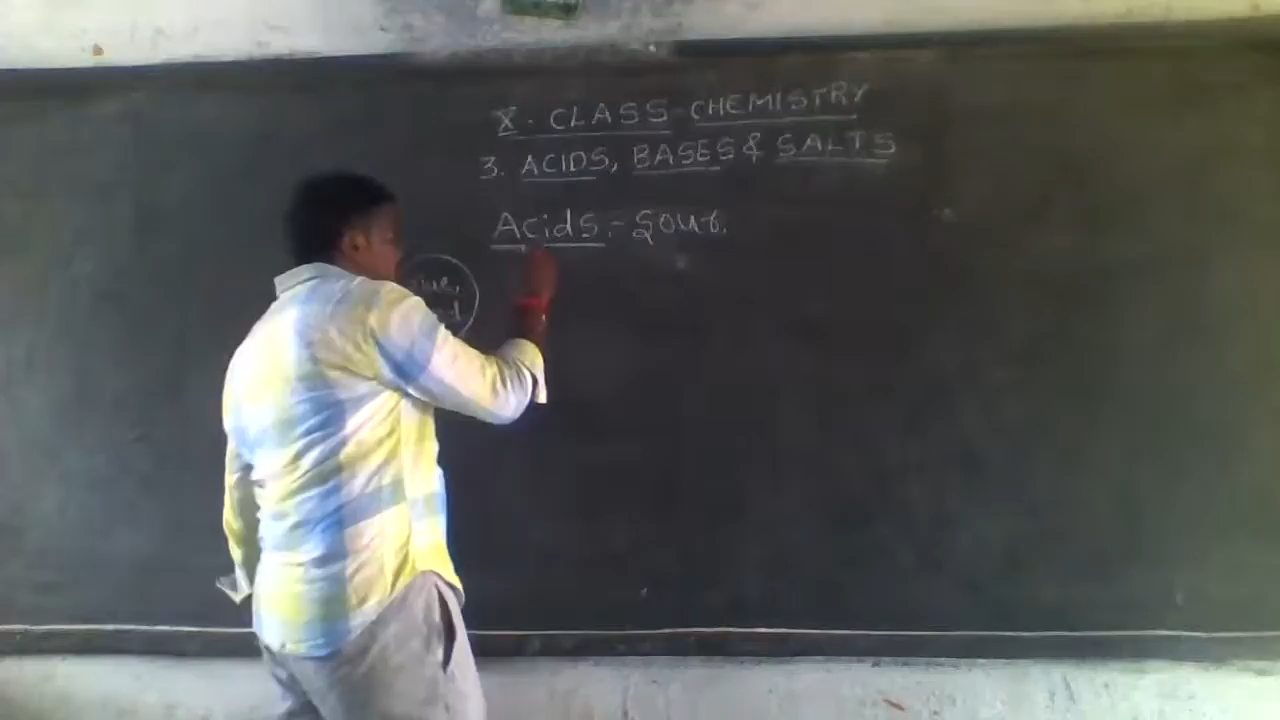 X. CLASS - CHEMISTRY
3. ACIDS, BASES & SALTS
Acids :- Sour.